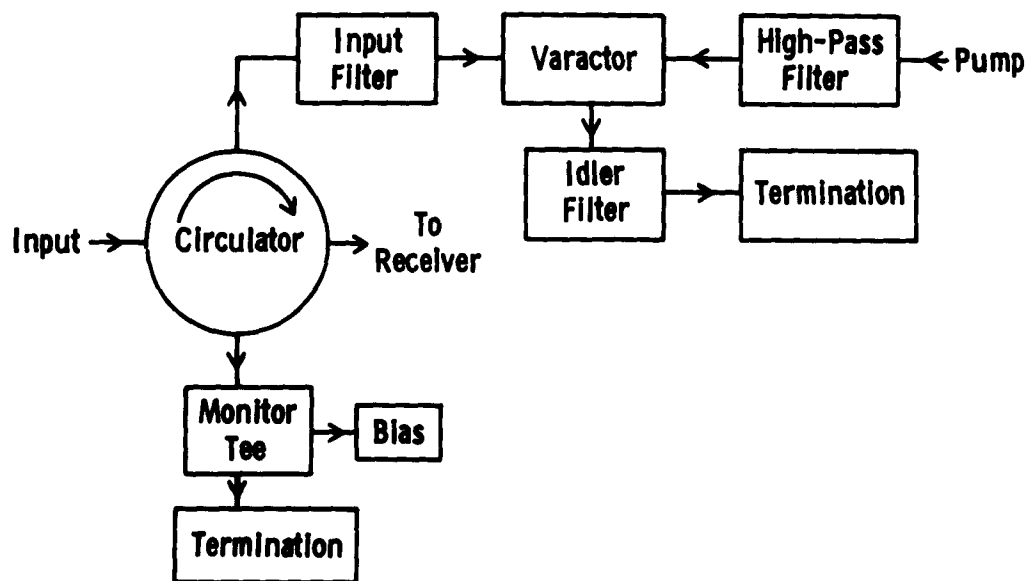 Input
Filter
Varactor
High-Pass
Filter
Pump
Idler
Filter
Termination
Input
Circulator
To
Receiver
Monitor
Tee
Bias
Termination